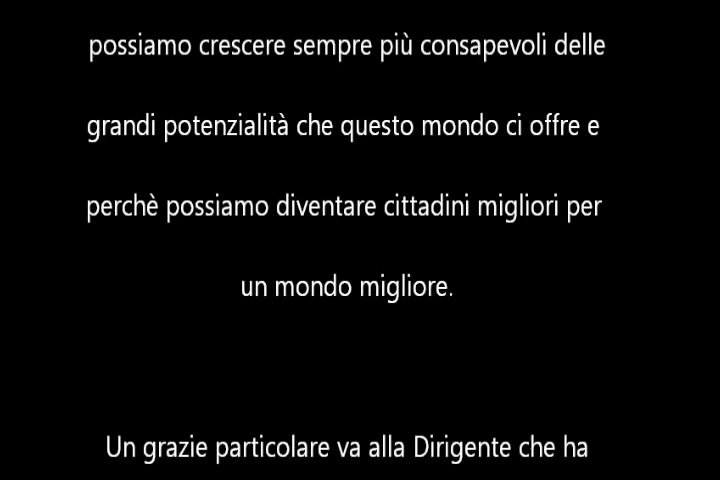 possiamo crescere sempre più consapevoli delle
grandi potenzialità che questo mondo ci offre e
perchè possiamo diventare cittadini migliori per
un mondo migliore.
Un grazie particolare va alla Dirigente che ha